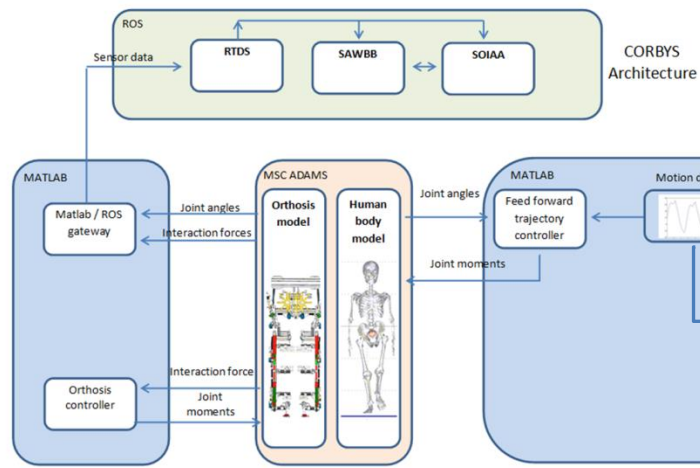 ROS
Sensor data
RTDS
SAWBB
SOIAA
CORBYS
Architecture
MATLAB
Matlab / ROS
gateway
Joint angles
Interaction forces
Interaction force
Joint
moments
Orthosis
controller
MSC ADAMS
Orthosis
model
Human
body
model
Joint angles
Joint moments
MATLAB
Feed forward
trajectory
controller
Motion